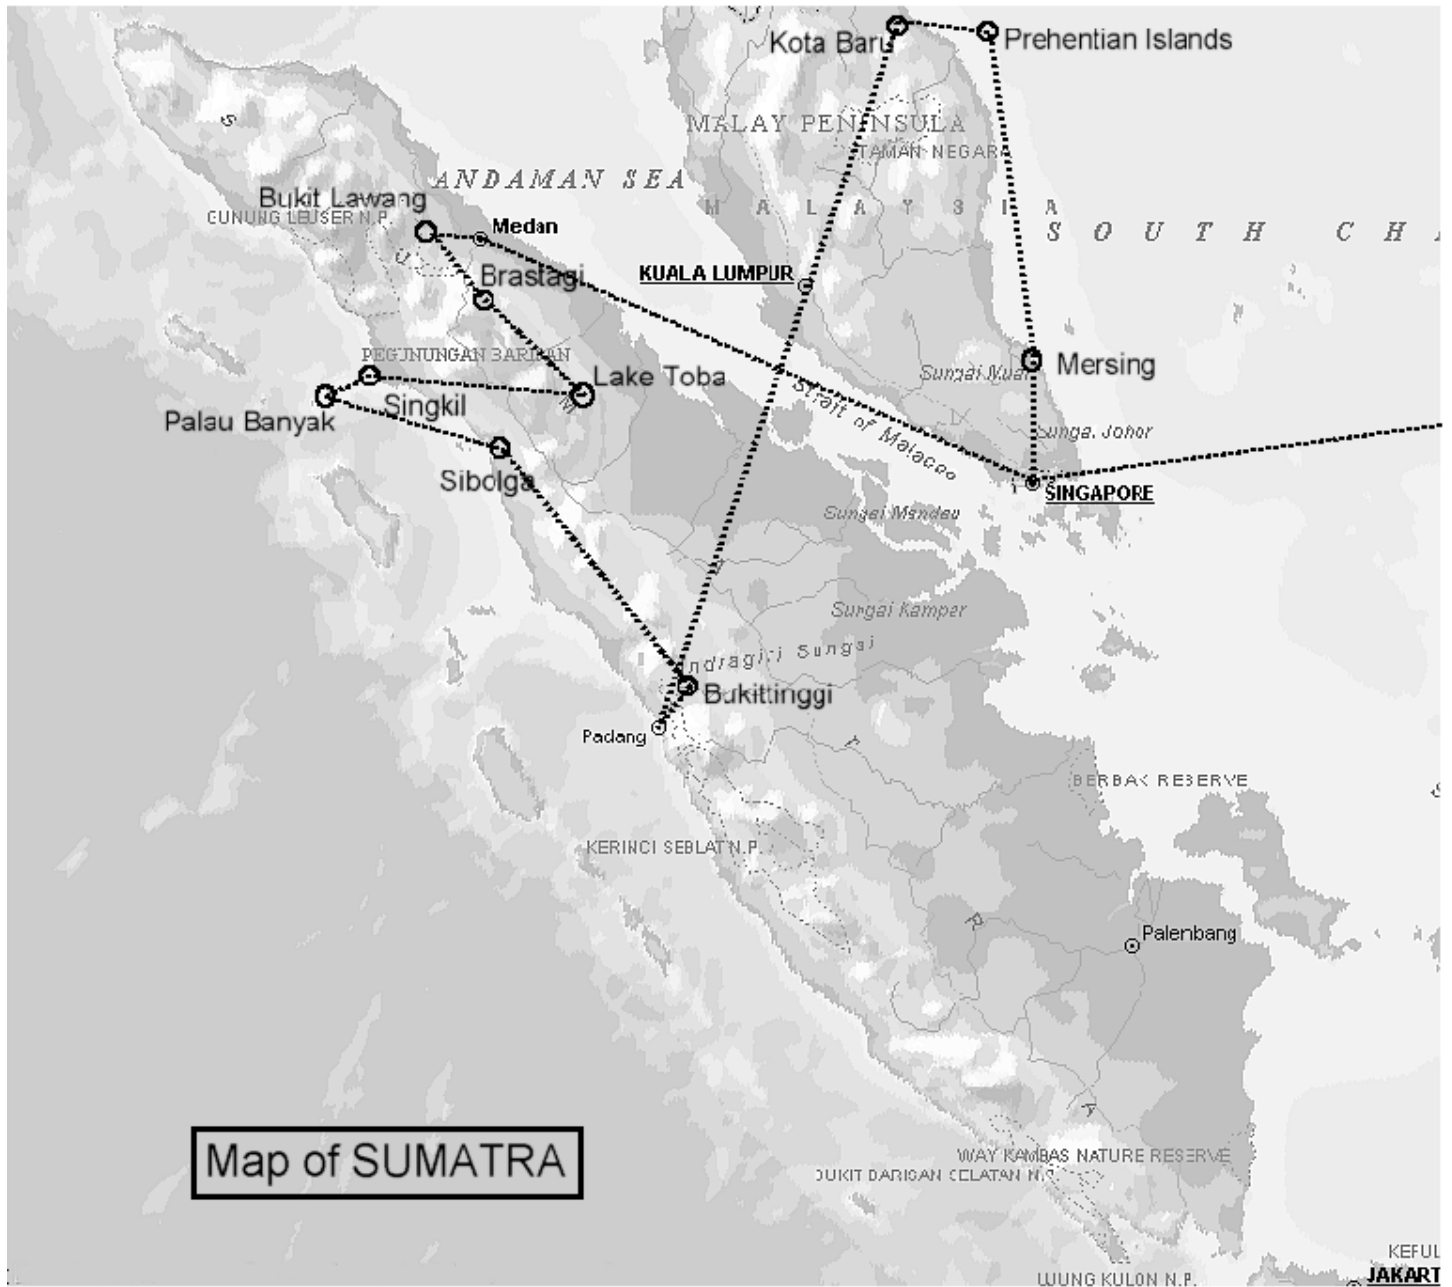 Kota Baru
Prehentian Islands
MALAY PENINSULA
TAMAN NEGARA
ANDAMAN SEA
Bukit Lawang
GUNUNG LEUSER N.P.
Medan
M A L A Y S I A
S O U T H C H
KUALA LUMPUR
Brastagi
PEGUNUNGAN BARISAN
Lake Toba
Mersing
Singkil
Palau Banyak
Strait of Malacca
Sungai Johor
Sibolga
SINGAPORE
Sungai Mandau
Sungai Kampar
Indragiri Sungai
Bukittinggi
Padang
BERBAK RESERVE
KERINCI SEBLAT N.P.
Palenbang
Map of SUMATRA
WAY KAMBAS NATURE RESERVE
BUKIT BARISAN SELATAN N.P.
UJUNG KULON N.P.
KEPUL
JAKART
S U M A T R A
Sungai Muar